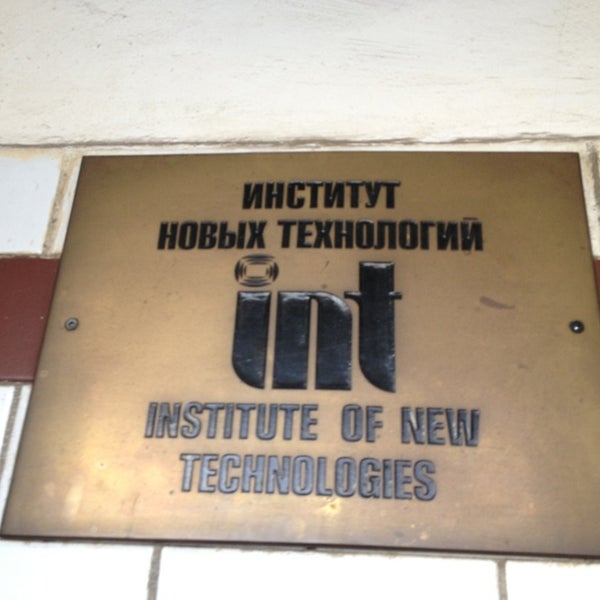 ИНСТИТУТ
НОВЫХ ТЕХНОЛОГИЙ
int
INSTITUTE OF NEW
TECHNOLOGIES